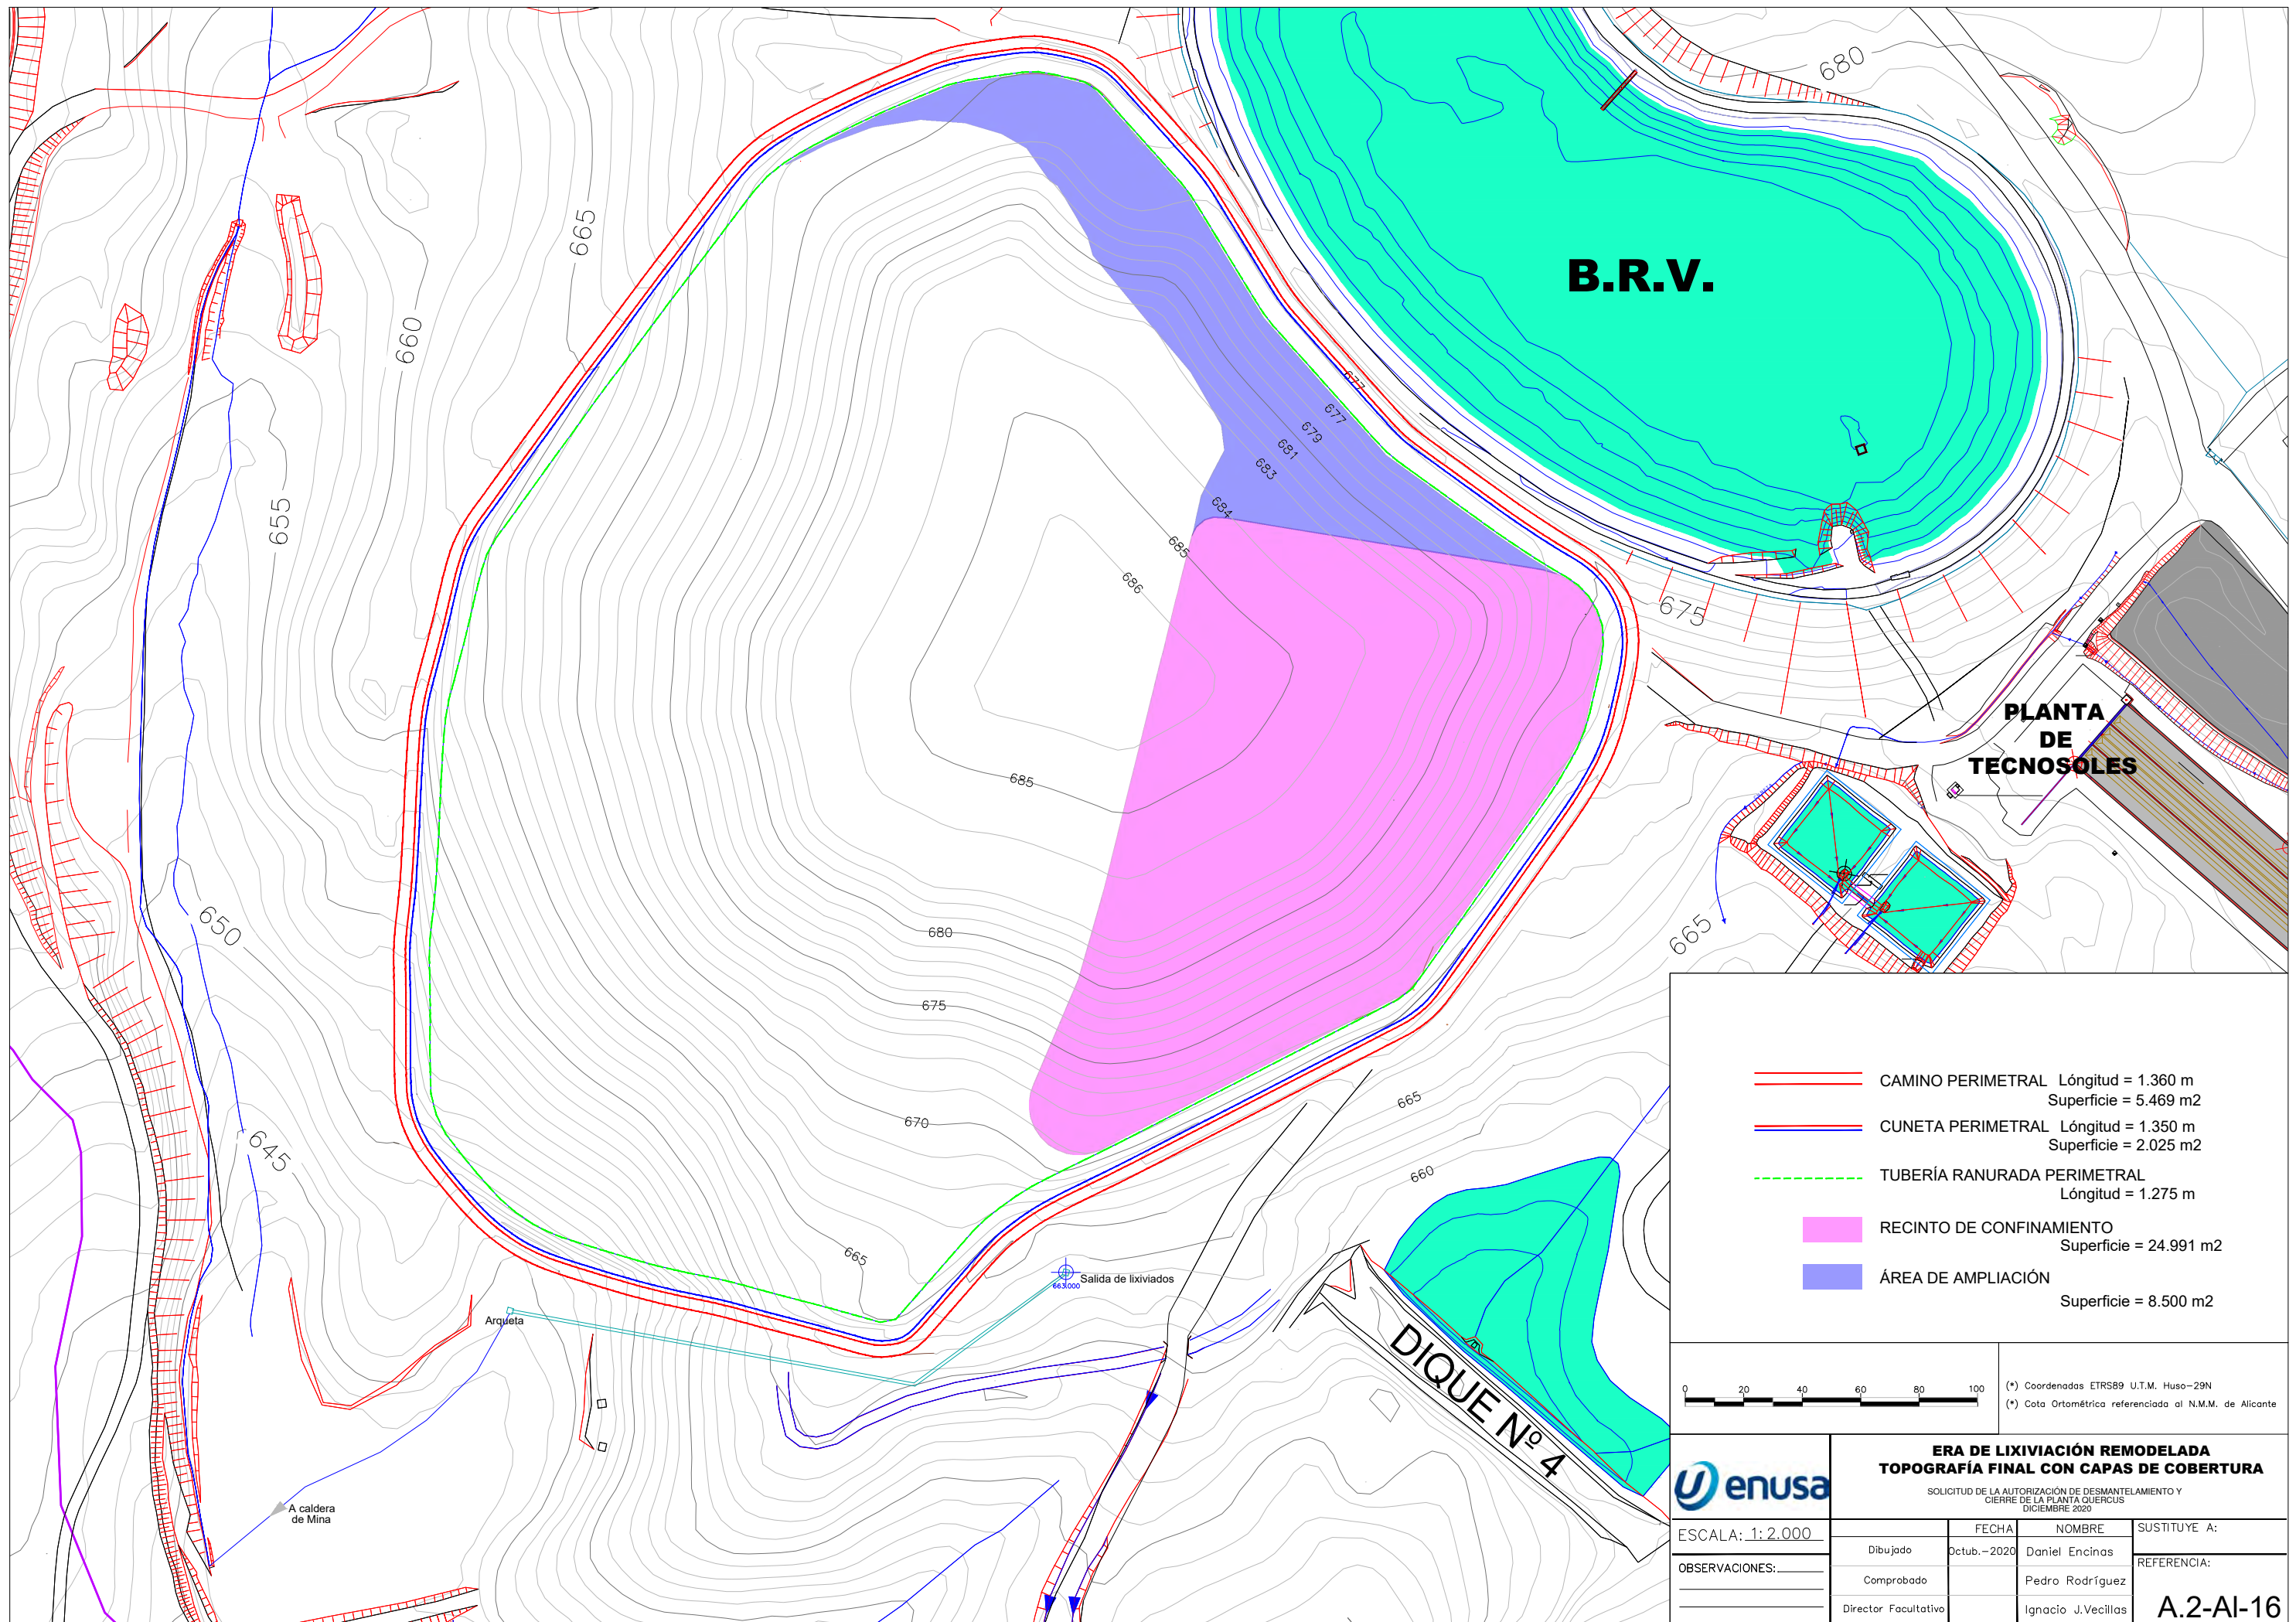 680
665
660
655
650
645
B.R.V.
677
677
679
681
683
684
685
686
685
680
675
670
665
675
665
665
660
PLANTA
DE
TECNOSOLES
Salida de lixiviados
663.000
Arqueta
A caldera
de Mina
DIQUE Nº 4
CAMINO PERIMETRAL Lóngitud = 1.360 m
Superficie = 5.469 m2
CUNETA PERIMETRAL Lóngitud = 1.350 m
Superficie = 2.025 m2
TUBERÍA RANURADA PERIMETRAL
Lóngitud = 1.275 m
RECINTO DE CONFINAMIENTO
Superficie = 24.991 m2
ÁREA DE AMPLIACIÓN
Superficie = 8.500 m2
0 20 40 60 80 100
(*) Coordenadas ETRS89 U.T.M. Huso-29N
(*) Cota Ortométrica referenciada al N.M.M. de Alicante
enusa
ERA DE LIXIVIACIÓN REMODELADA
TOPOGRAFÍA FINAL CON CAPAS DE COBERTURA
SOLICITUD DE LA AUTORIZACIÓN DE DESMANTELAMIENTO Y
CIERRE DE LA PLANTA QUERCUS
DICIEMBRE 2020
ESCALA: 1:2.000
OBSERVACIONES:
FECHA NOMBRE
Dibujado Octub.-2020 Daniel Encinas
Comprobado Pedro Rodríguez
Director Facultativo Ignacio J.Vecillas
SUSTITUYE A:
REFERENCIA:
A.2-AI-16